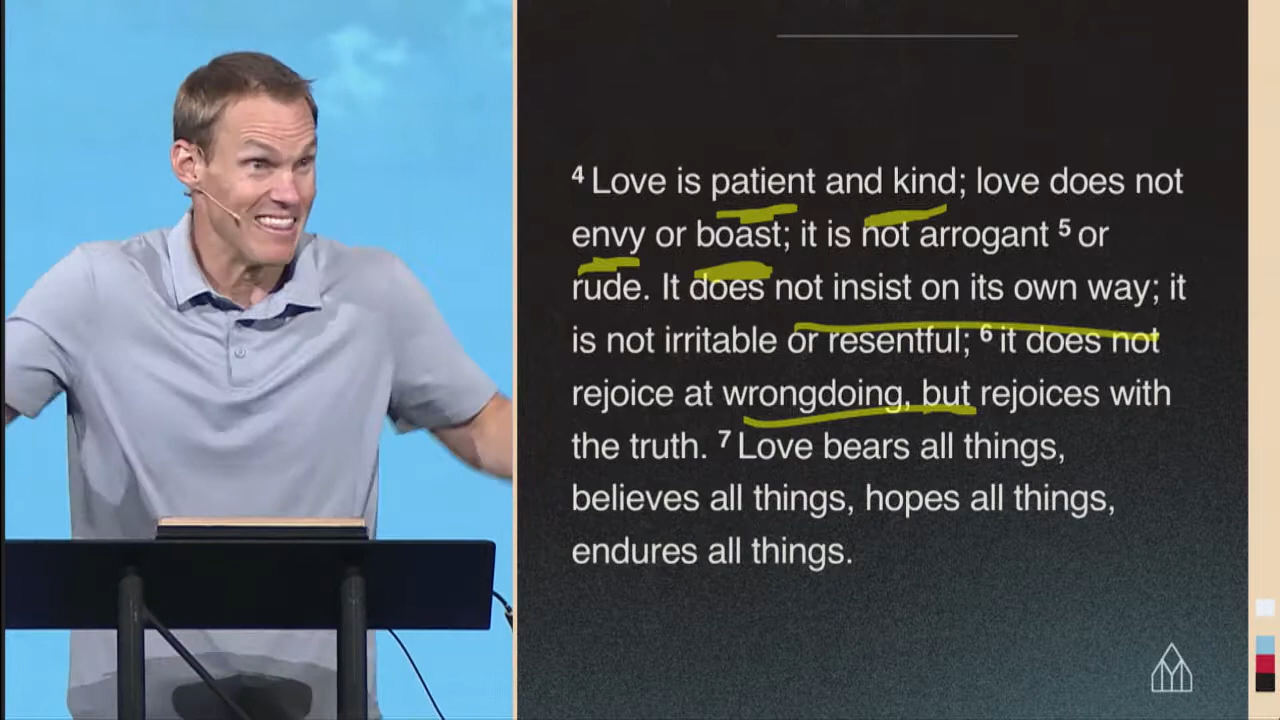 ⁴ Love is patient and kind; love does not
envy or boast; it is not arrogant ⁵ or
rude. It does not insist on its own way; it
is not irritable or resentful; ⁶ it does not
rejoice at wrongdoing, but rejoices with
the truth. ⁷ Love bears all things,
believes all things, hopes all things,
endures all things.